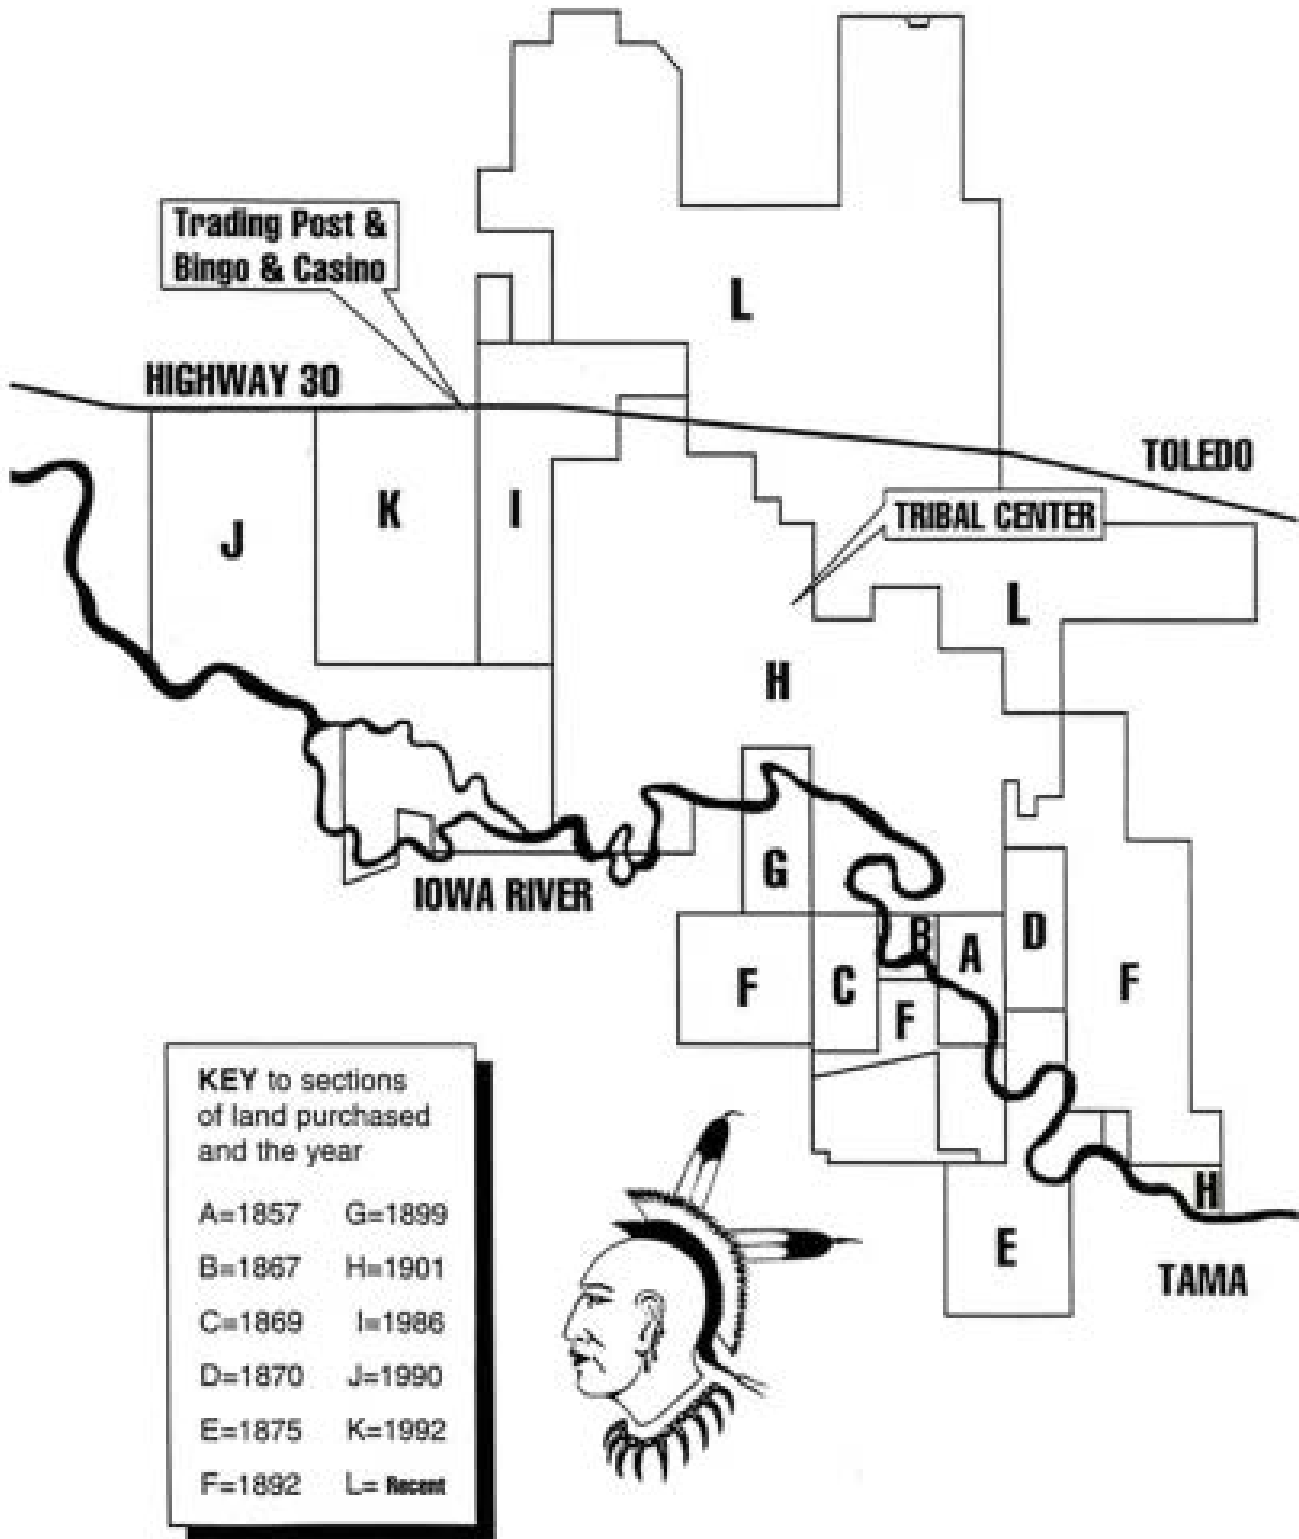 Trading Post &
Bingo & Casino
L
HIGHWAY 30
TOLEDO
J
K
I
TRIBAL CENTER
L
H
G
IOWA RIVER
B
A
D
F
C
F
F
H
E
TAMA
KEY to sections
of land purchased
and the year
A=1857 G=1899
B=1867 H=1901
C=1869 I=1986
D=1870 J=1990
E=1875 K=1992
F=1892 L= Recent